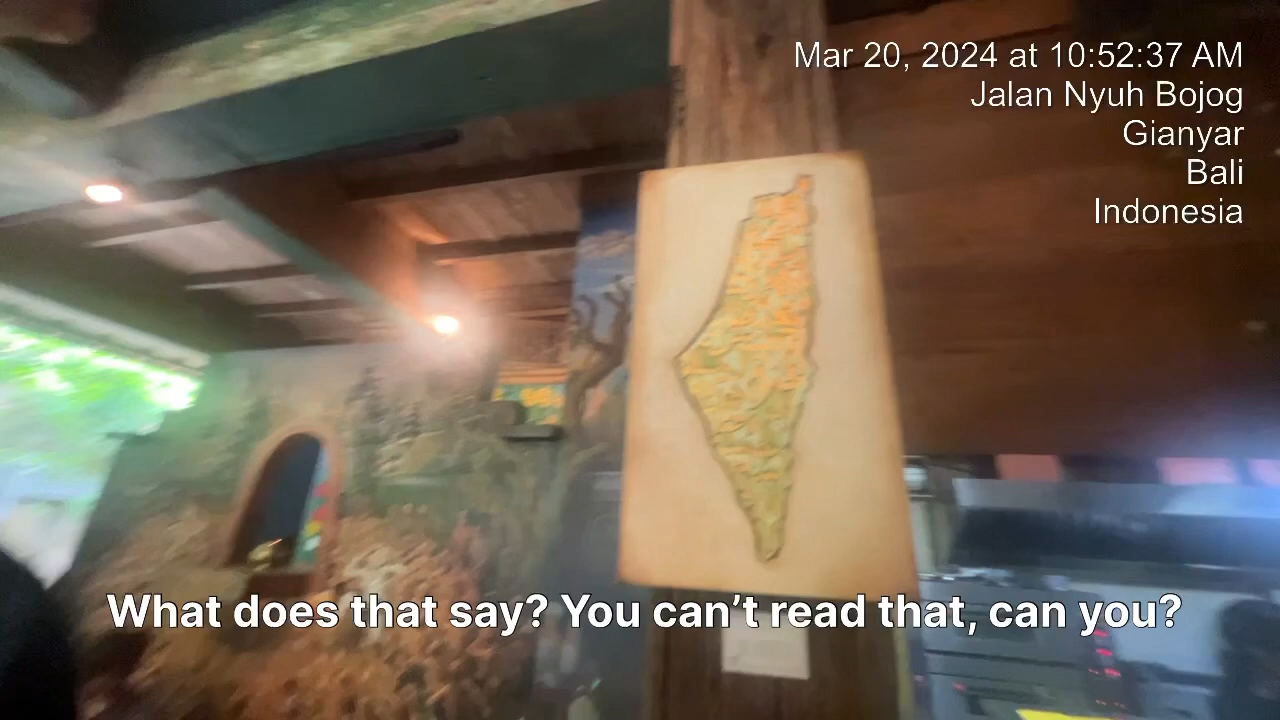 Mar 20, 2024 at 10:52:37 AM
Jalan Nyuh Bojog
Gianyar
Bali
Indonesia
What does that say? You can’t read that, can you?